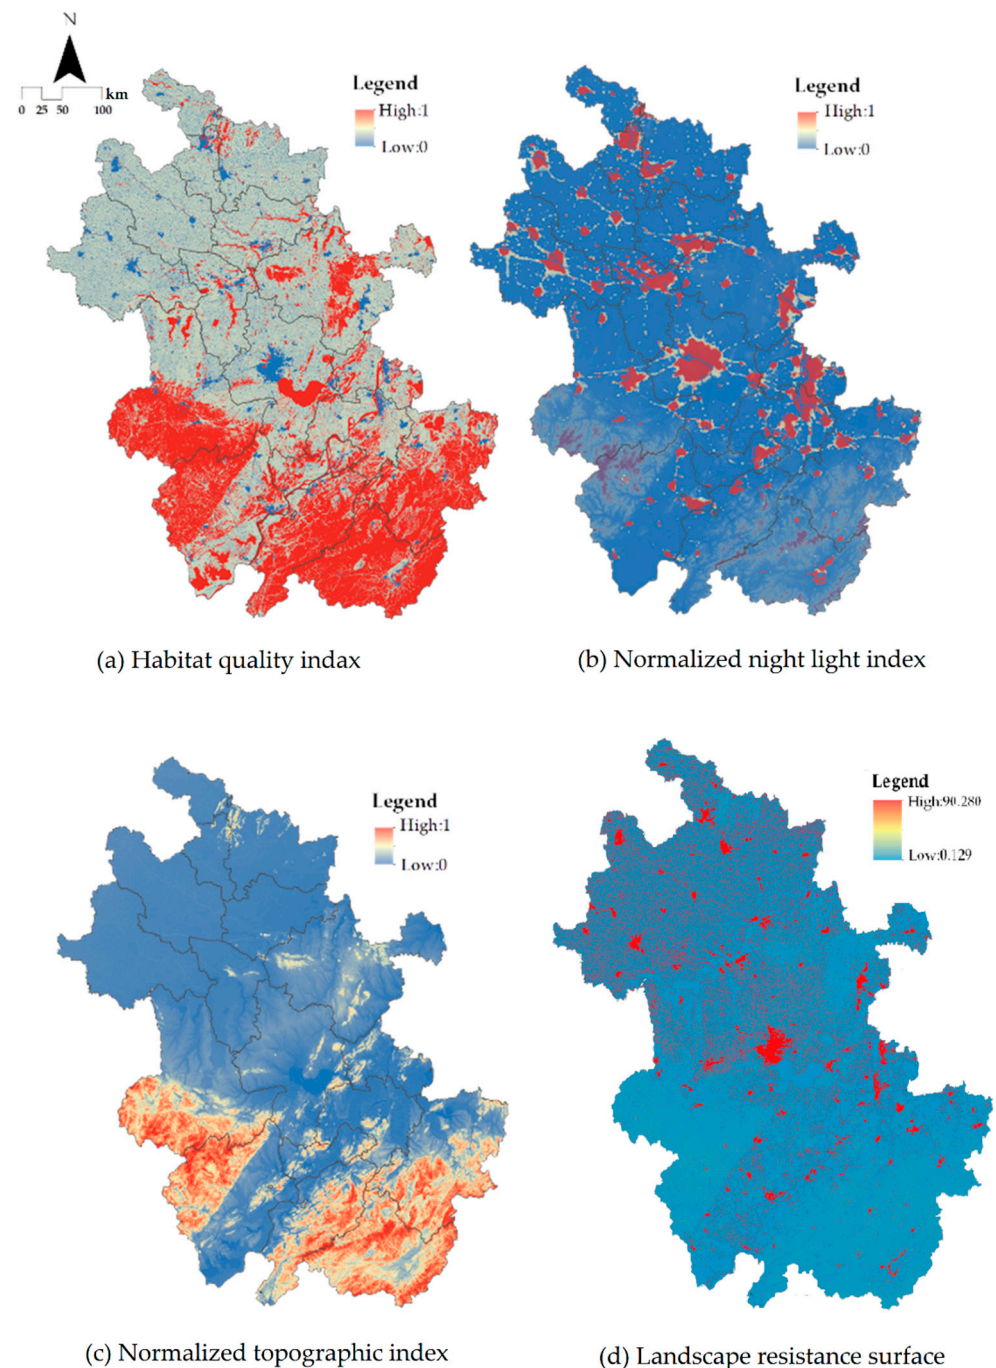 N
km
0 25 50 100
Legend
High:1
Low:0
Legend
High:1
Low:0
(a) Habitat quality indax
(b) Normalized night light index
Legend
High:1
Low:0
Legend
High:90.280
Low:0.129
(c) Normalized topographic index
(d) Landscape resistance surface